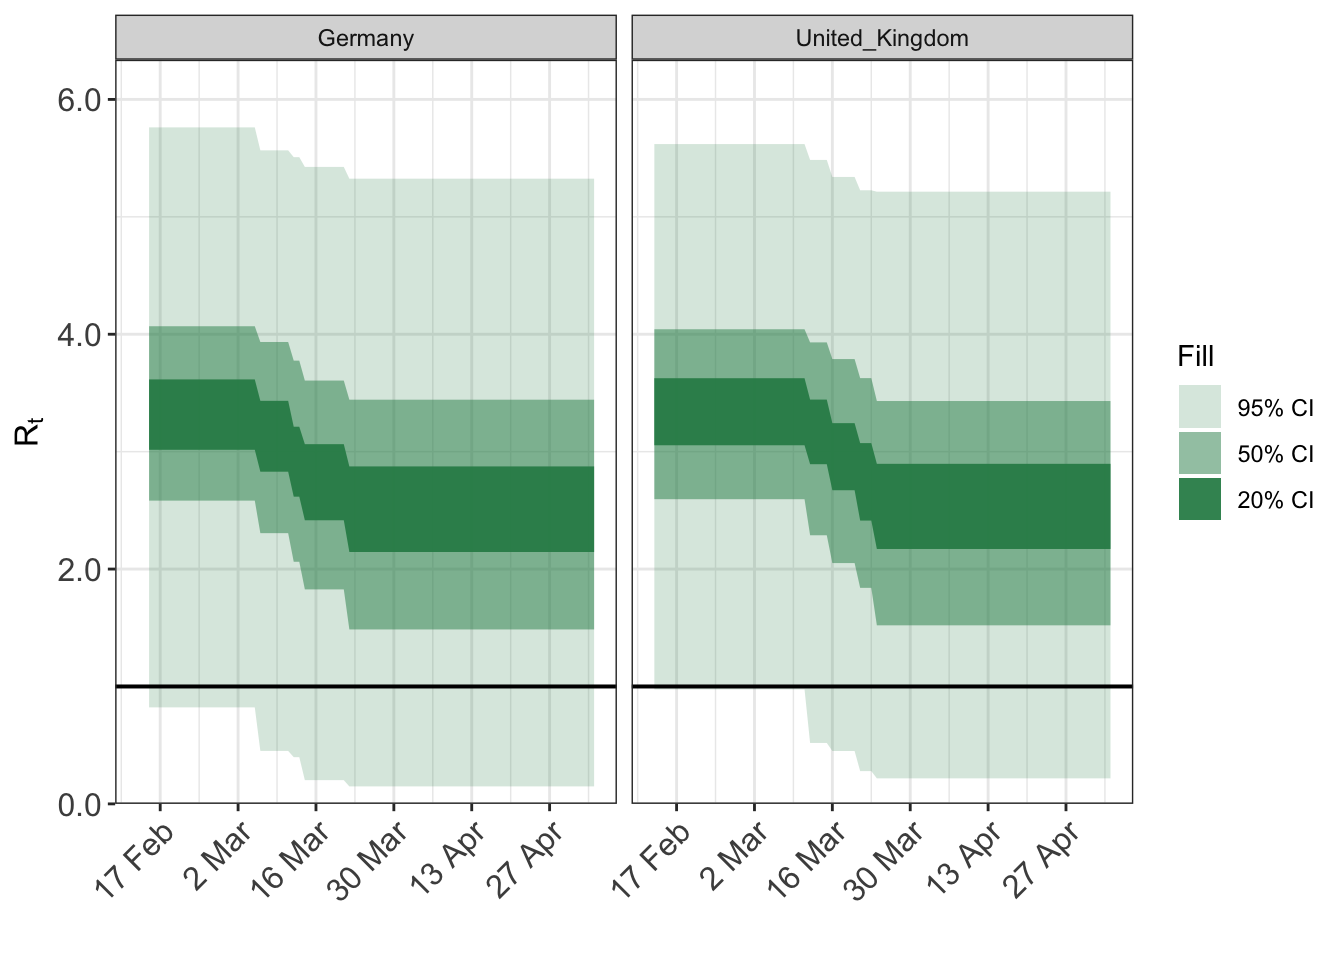 Germany
United_Kingdom
6.0
4.0
2.0
0.0
Rt
17 Feb
2 Mar
16 Mar
30 Mar
13 Apr
27 Apr
17 Feb
2 Mar
16 Mar
30 Mar
13 Apr
27 Apr
Fill
95% CI
50% CI
20% CI